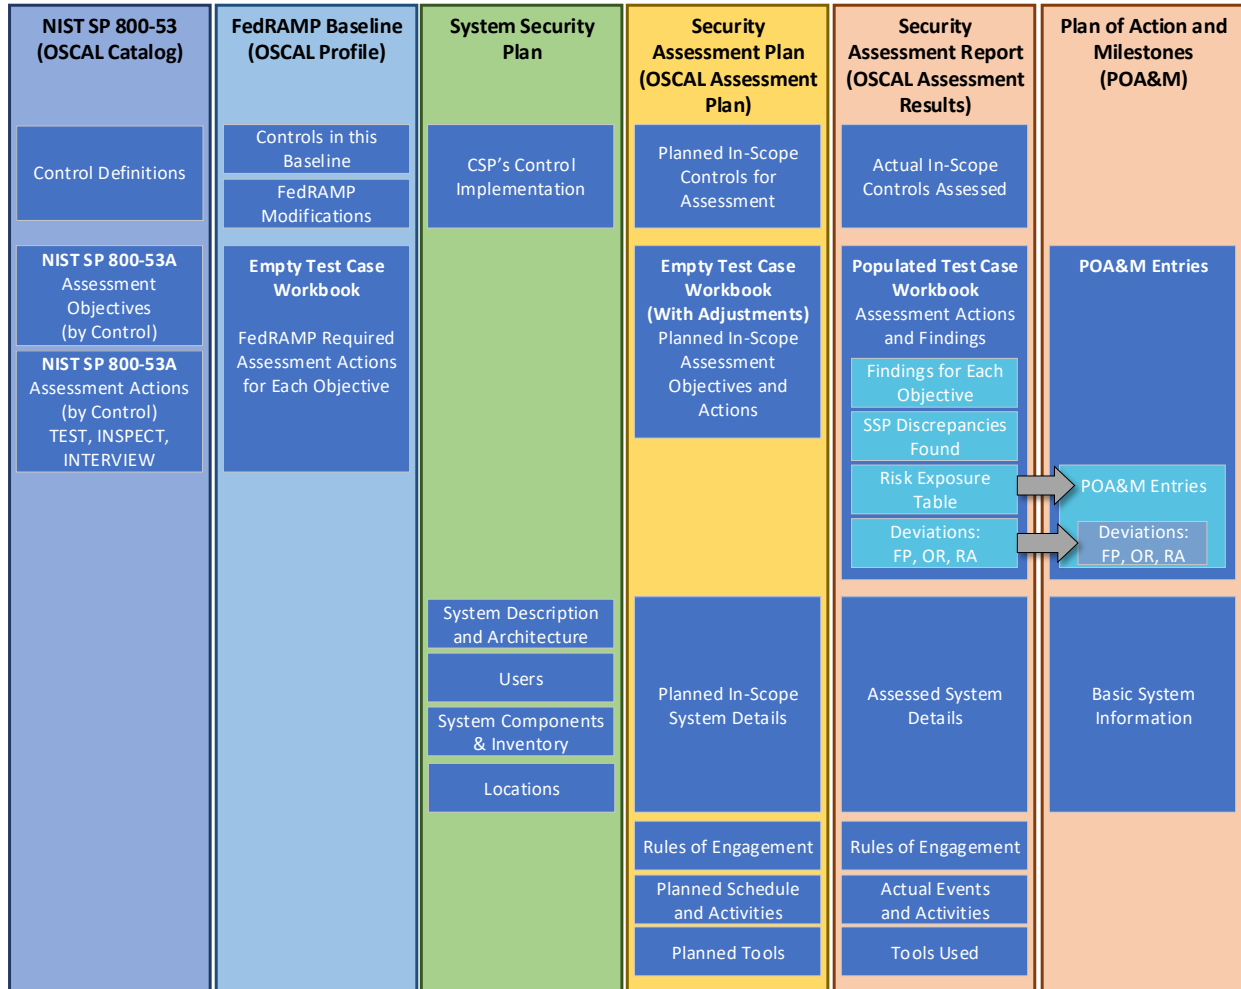 NIST SP 800-53
(OSCAL Catalog)
Control Definitions
NIST SP 800-53A
Assessment
Objectives
(by Control)
NIST SP 800-53A
Assessment Actions
(by Control)
TEST, INSPECT,
INTERVIEW
FedRAMP Baseline
(OSCAL Profile)
Controls in this
Baseline
FedRAMP
Modifications
Empty Test Case
Workbook
FedRAMP Required
Assessment Actions
for Each Objective
System Security
Plan
CSP's Control
Implementation
System Description
and Architecture
Users
System Components
& Inventory
Locations
Security
Assessment Plan
(OSCAL Assessment
Plan)
Planned In-Scope
Controls for
Assessment
Empty Test Case
Workbook
(With Adjustments)
Planned In-Scope
Assessment
Objectives and
Actions
Planned In-Scope
System Details
Rules of Engagement
Planned Schedule
and Activities
Planned Tools
Security
Assessment Report
(OSCAL Assessment
Results)
Actual In-Scope
Controls Assessed
Populated Test Case
Workbook
Assessment Actions
and Findings
Findings for Each
Objective
SSP Discrepancies
Found
Risk Exposure
Table
Deviations:
FP, OR, RA
Assessed System
Details
Rules of Engagement
Actual Events
and Activities
Tools Used
Plan of Action and
Milestones
(POA&M)
POA&M Entries
POA&M Entries
Deviations:
FP, OR, RA
Basic System
Information